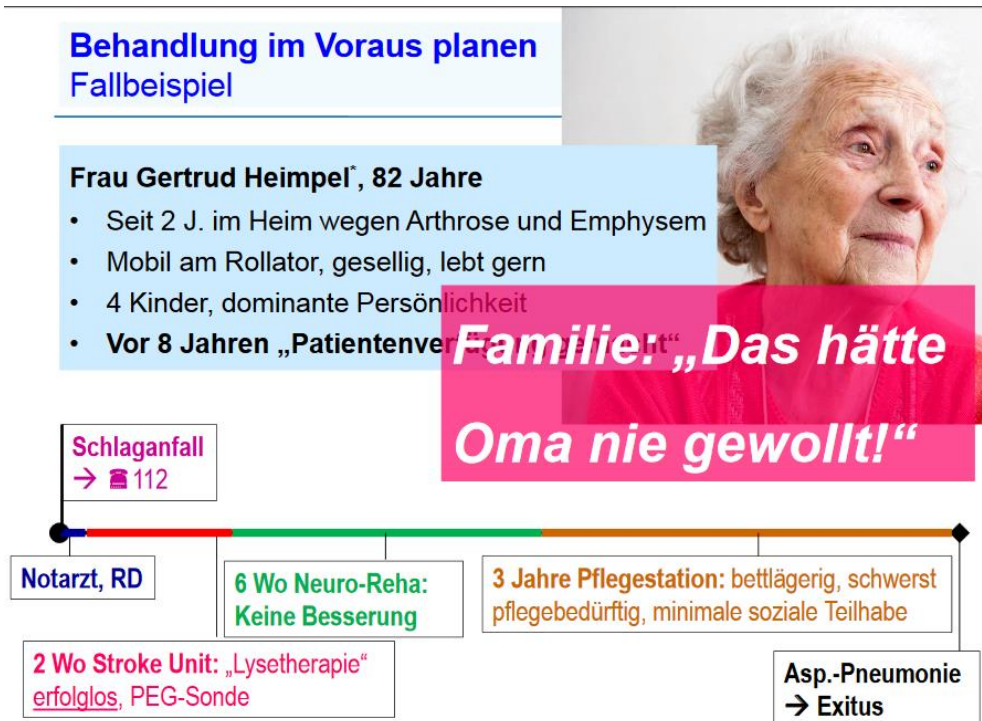 Behandlung im Voraus planen
Fallbeispiel
Frau Gertrud Heimpel*, 82 Jahre
• Seit 2 J. im Heim wegen Arthrose und Emphysem
• Mobil am Rollator, gesellig, lebt gern
• 4 Kinder, dominante Persönlichkeit
• Vor 8 Jahren „Patientenverfügung gemacht“
Familie: „Das hätte
Oma nie gewollt!“
Schlaganfall
→ ☎ 112
Notarzt, RD
2 Wo Stroke Unit: „Lysetherapie“
erfolglos, PEG-Sonde
6 Wo Neuro-Reha:
Keine Besserung
3 Jahre Pflegestation: bettlägerig, schwerst
pflegebedürftig, minimale soziale Teilhabe
Asp.-Pneumonie
→ Exitus